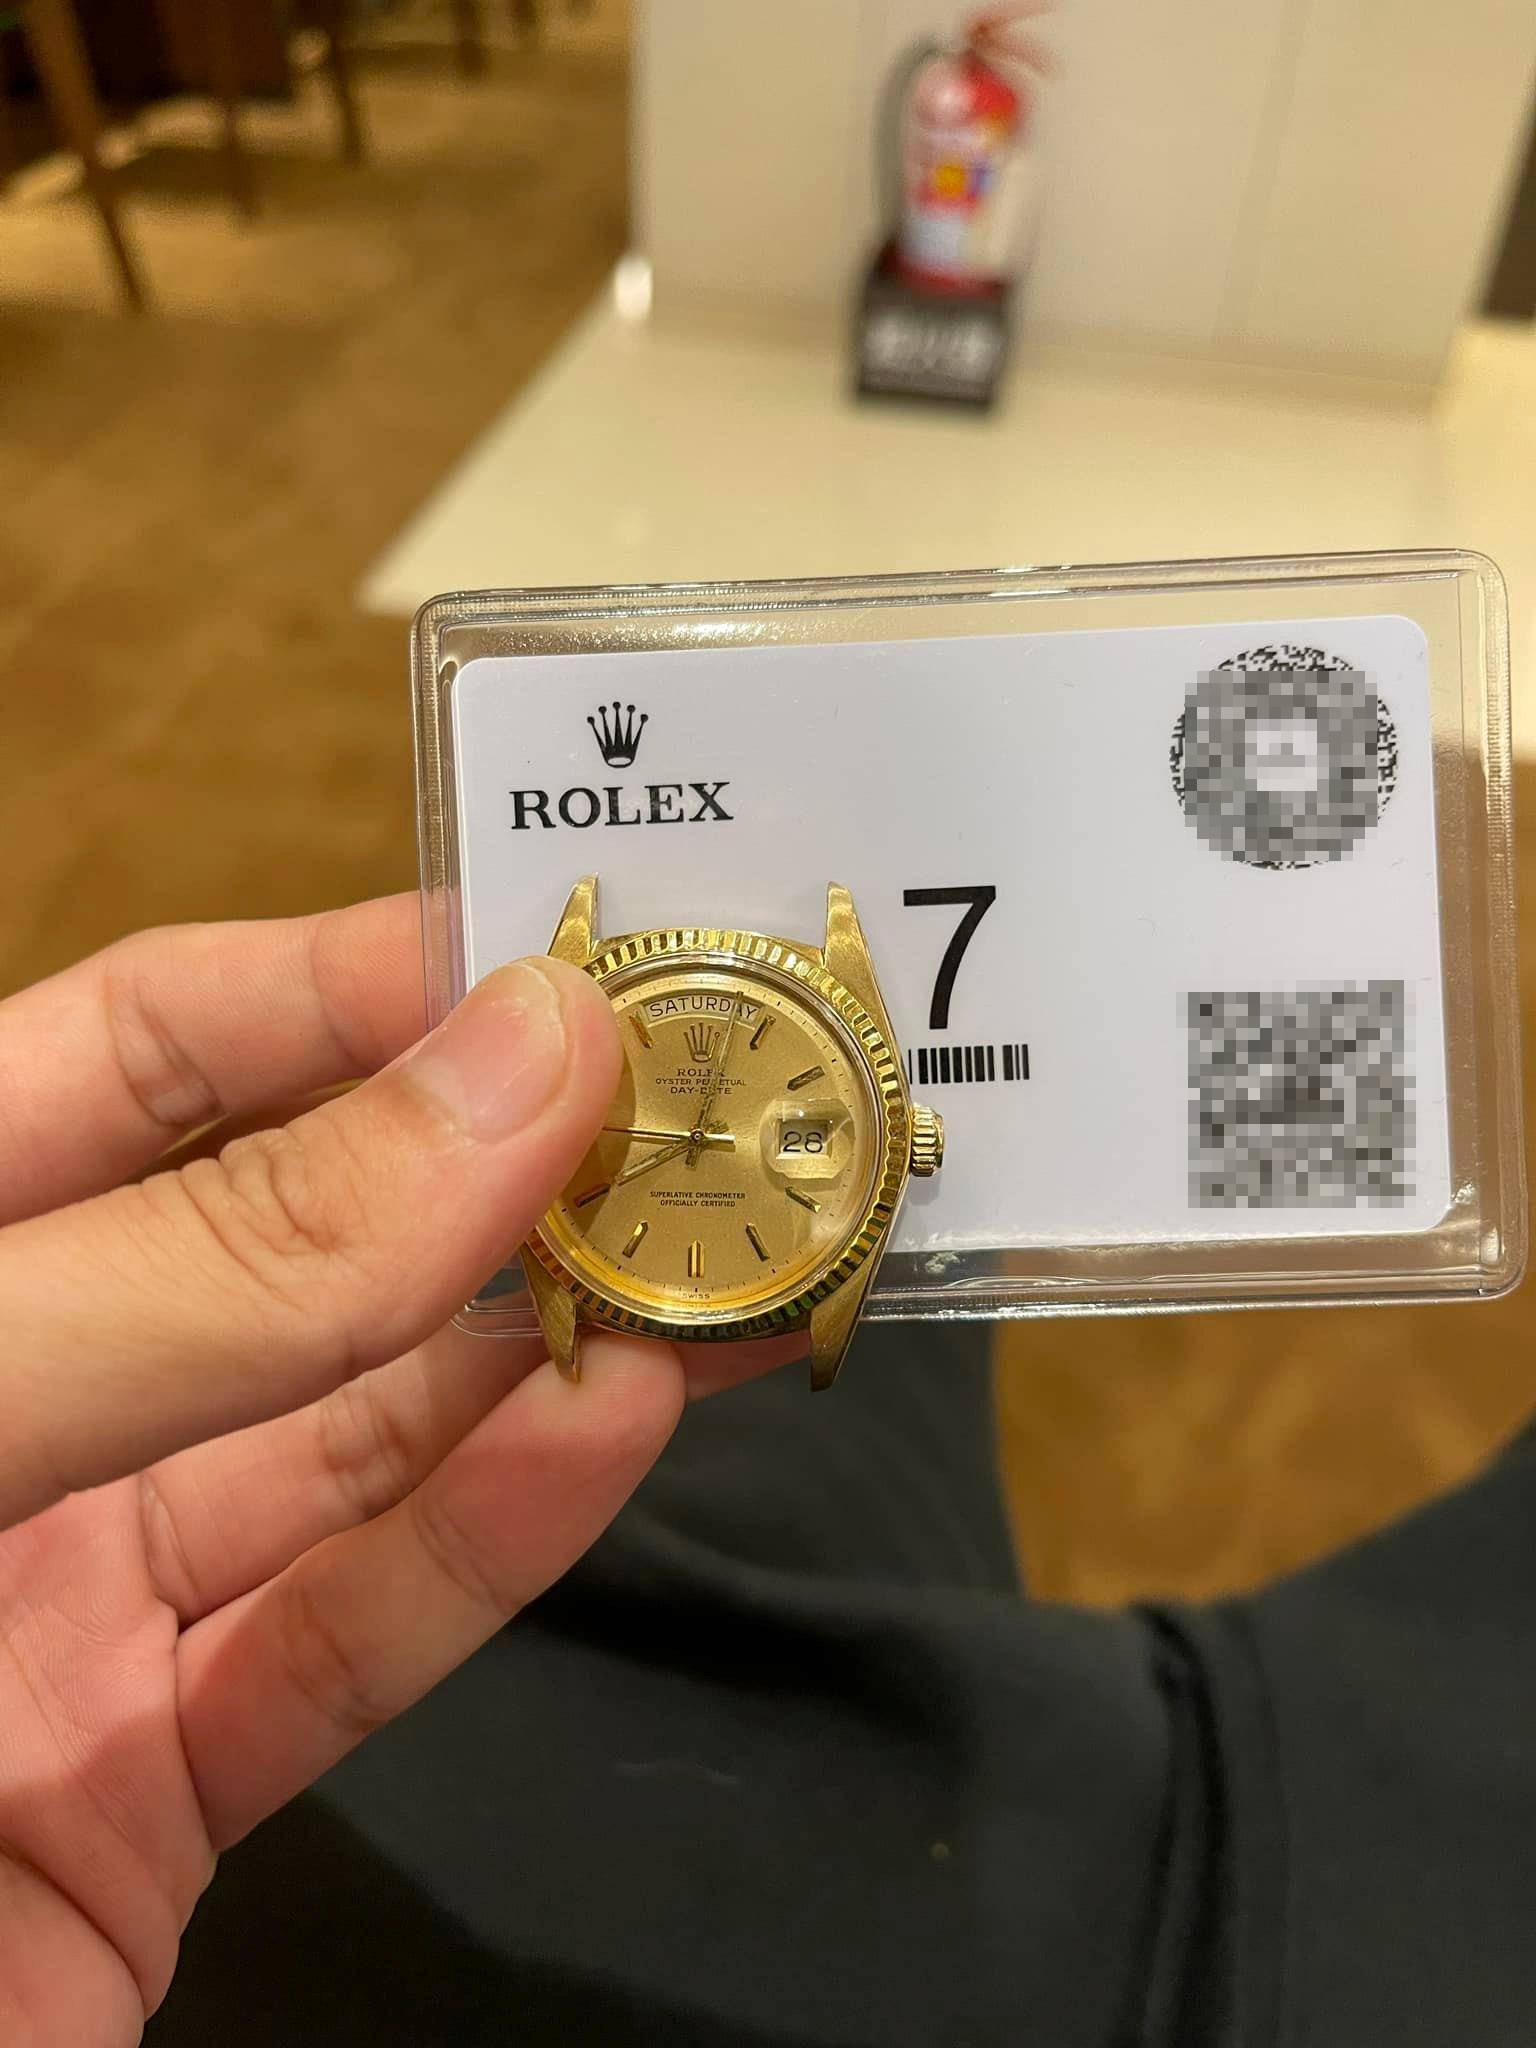 ROLEX
7
SATURDAY
ROLEX
OYSTER PERPETUAL
DAY-DATE
28
SUPERLATIVE CHRONOMETER
OFFICIALLY CERTIFIED
SWISS